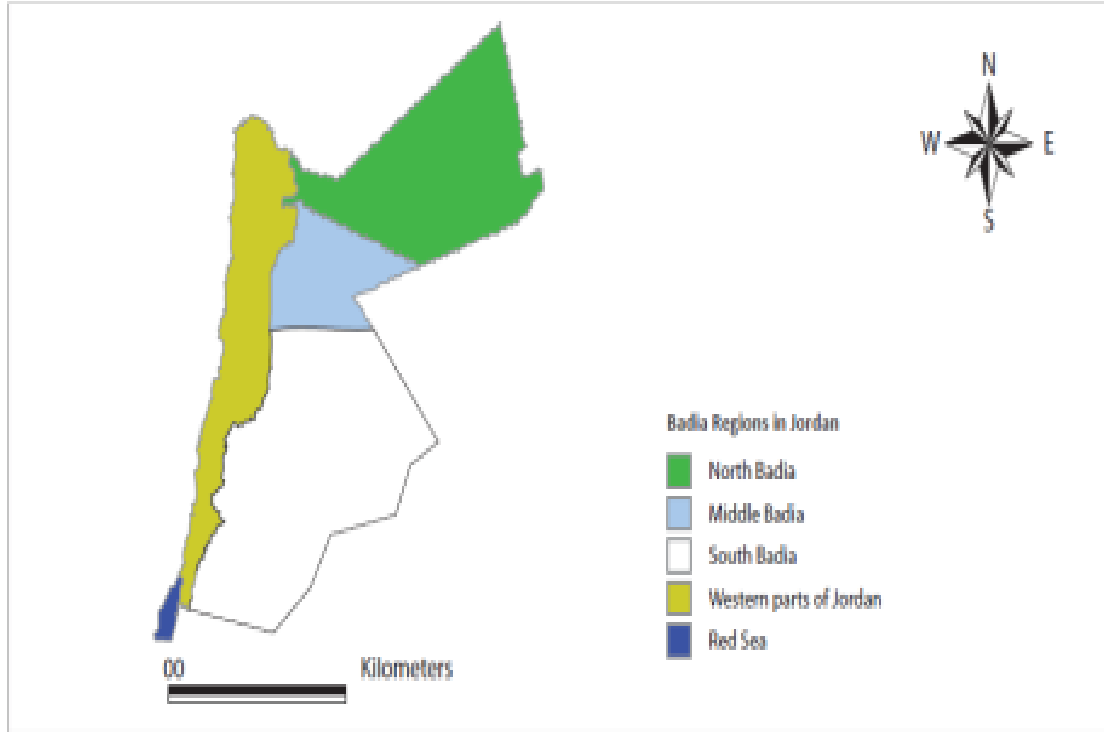 N
W E
S
Badia Regions in Jordan
North Badia
Middle Badia
South Badia
Western parts of Jordan
Red Sea
00 Kilometers